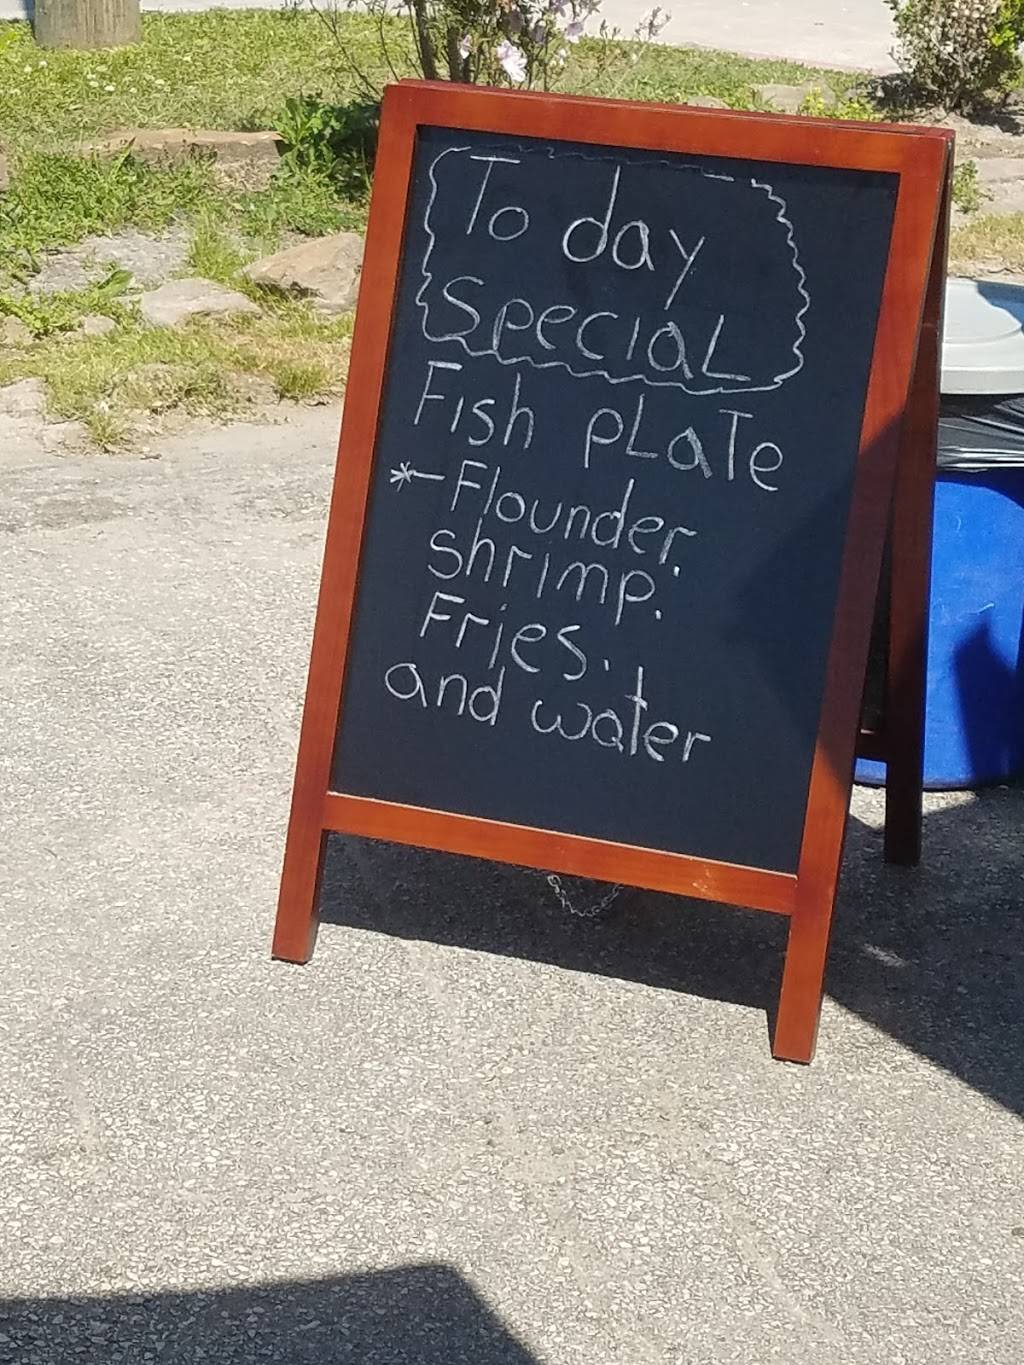 To day
SpeciaL
Fish pLaTe
*-Flounder.
shrimp.
Fries.
and water